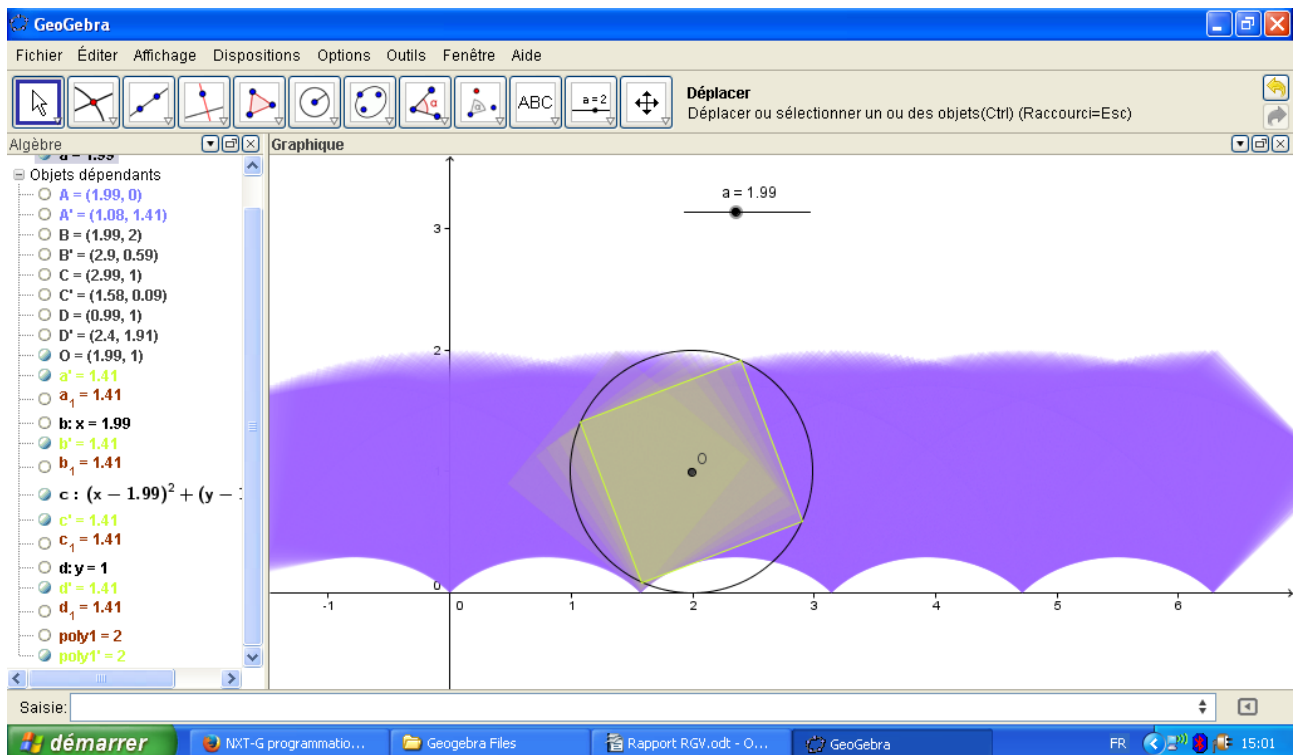 GeoGebra
Fichier Éditer Affichage Dispositions Options Outils Fenêtre Aide
ABC
a = 2
Déplacer
Déplacer ou sélectionner un ou des objets(Ctrl) (Raccourci=Esc)
Algèbre
Graphique
a = 1.99
Objets dépendants
A = (1.99, 0)
A' = (1.08, 1.41)
B = (1.99, 2)
B' = (2.9, 0.59)
C = (2.99, 1)
C' = (1.58, 0.09)
D = (0.99, 1)
D' = (2.4, 1.91)
O = (1.99, 1)
a' = 1.41
a₁ = 1.41
b: x = 1.99
b' = 1.41
b₁ = 1.41
c : (x − 1.99)² + (y −
c' = 1.41
c₁ = 1.41
d: y = 1
d' = 1.41
d₁ = 1.41
poly1 = 2
poly1' = 2
a = 1.99
3
2
O
0
-1 0 1 2 3 4 5 6
Saisie:
démarrer
NXT-G programmatio...
Geogebra Files
Rapport RGV.odt - O...
GeoGebra
FR
15:01